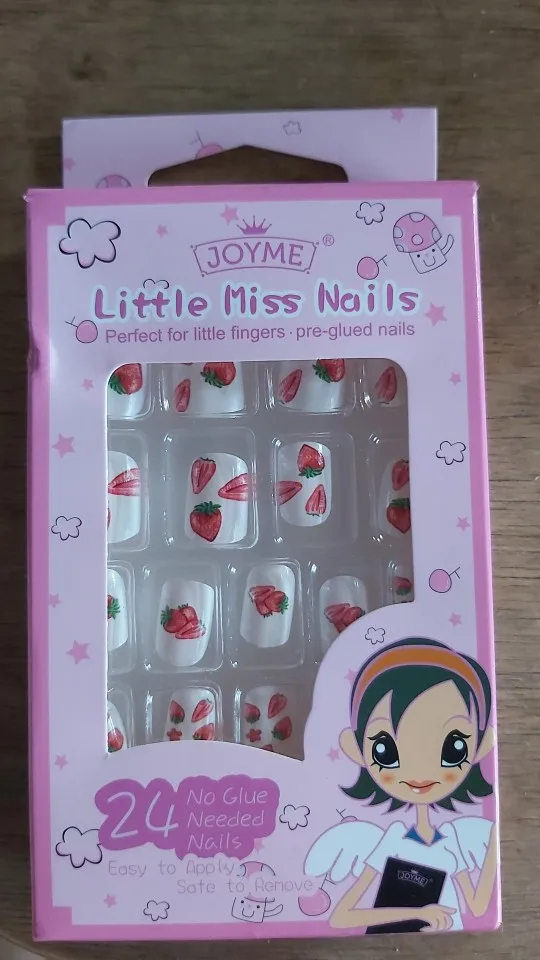 JOYME®
Little Miss Nails
Perfect for little fingers · pre-glued nails
24 No Glue
Needed
Nails
Easy to Apply,
Safe to Remove
JOYME®